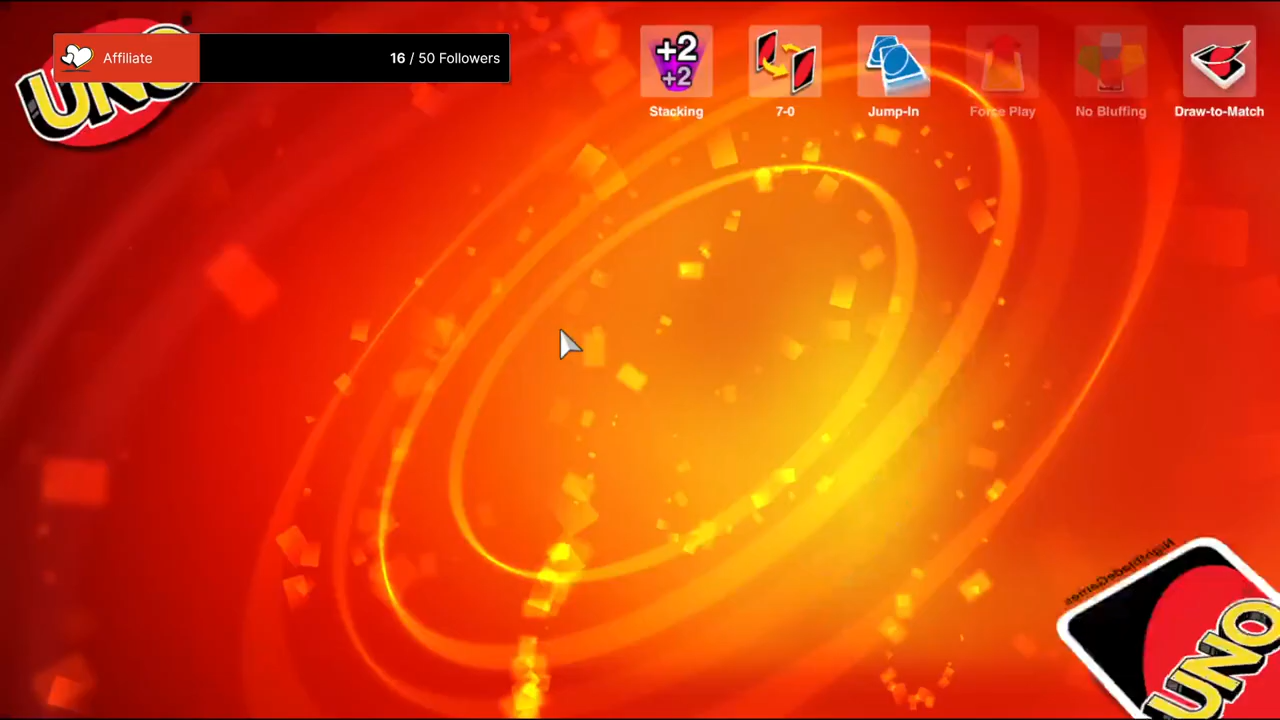 UNO
Affiliate
16 / 50 Followers
+2
+2
Stacking
7-0
Jump-In
Force Play
No Bluffing
Draw-to-Match
UNO